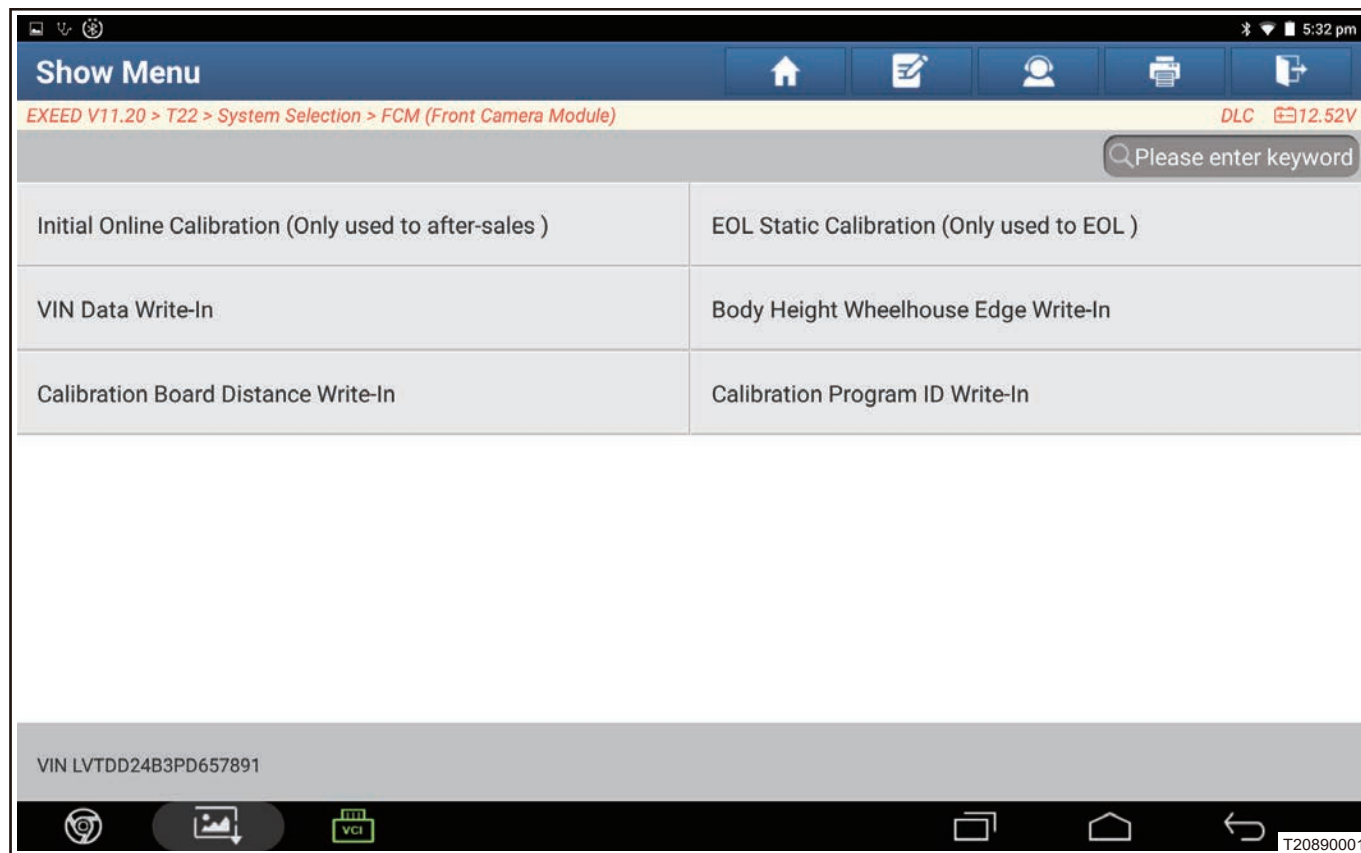 5:32 pm
Show Menu
EXEED V11.20 > T22 > System Selection > FCM (Front Camera Module)
DLC 12.52V
Please enter keyword
Initial Online Calibration (Only used to after-sales )
EOL Static Calibration (Only used to EOL )
VIN Data Write-In
Body Height Wheelhouse Edge Write-In
Calibration Board Distance Write-In
Calibration Program ID Write-In
VIN LVTDD24B3PD657891
VCI
T20890001